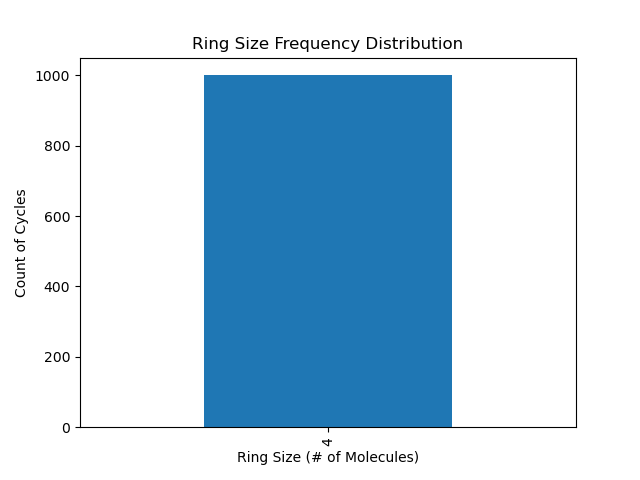 Ring Size Frequency Distribution
1000
800
600
400
200
0
Count of Cycles
4
Ring Size (# of Molecules)